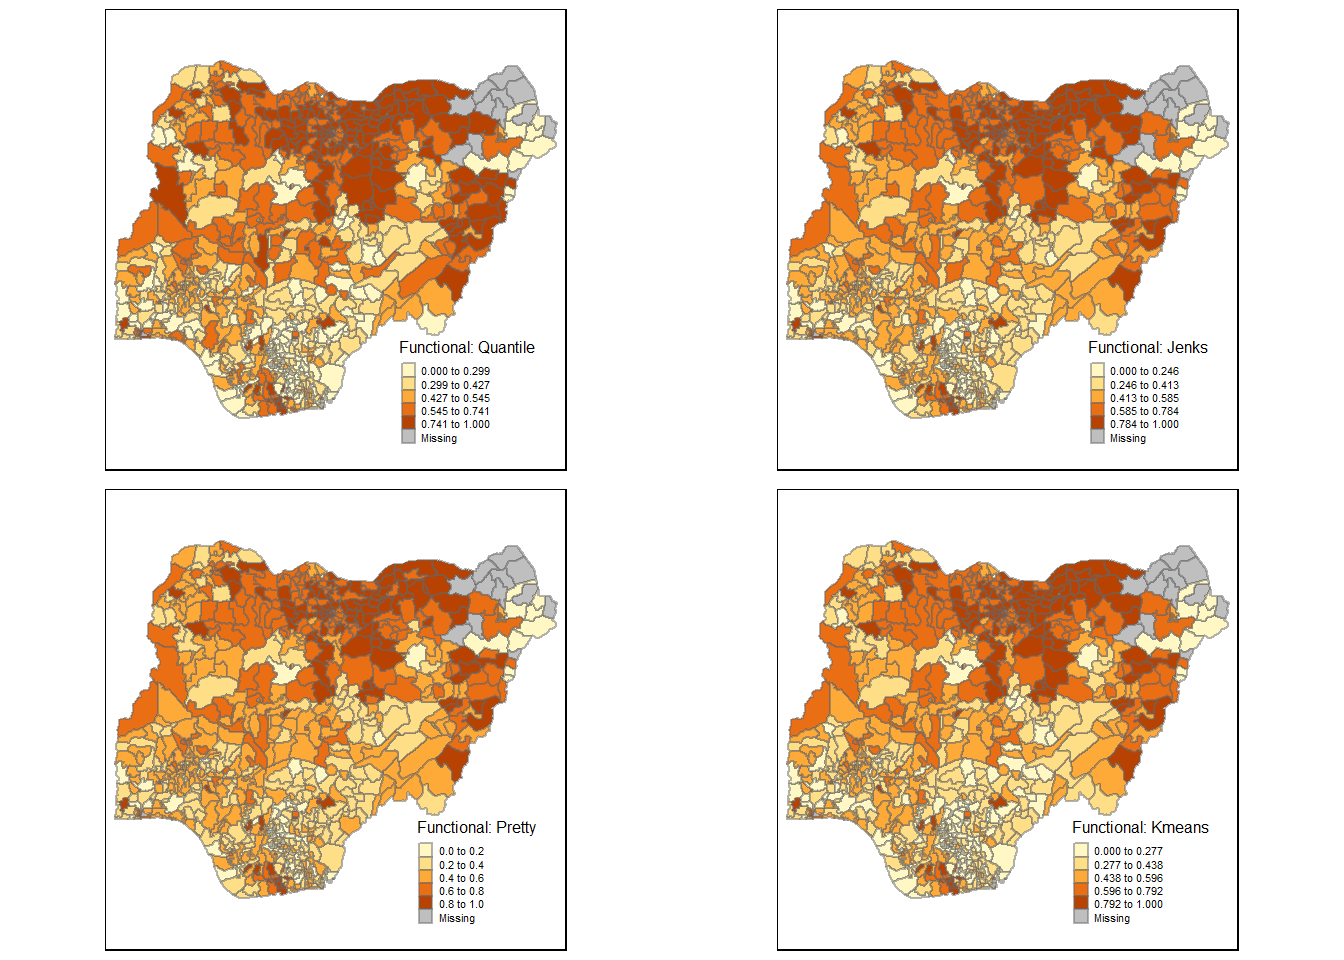 Functional: Quantile
0.000 to 0.299
0.299 to 0.427
0.427 to 0.545
0.545 to 0.741
0.741 to 1.000
Missing
Functional: Jenks
0.000 to 0.246
0.246 to 0.413
0.413 to 0.585
0.585 to 0.784
0.784 to 1.000
Missing
Functional: Pretty
0.0 to 0.2
0.2 to 0.4
0.4 to 0.6
0.6 to 0.8
0.8 to 1.0
Missing
Functional: Kmeans
0.000 to 0.277
0.277 to 0.438
0.438 to 0.596
0.596 to 0.792
0.792 to 1.000
Missing